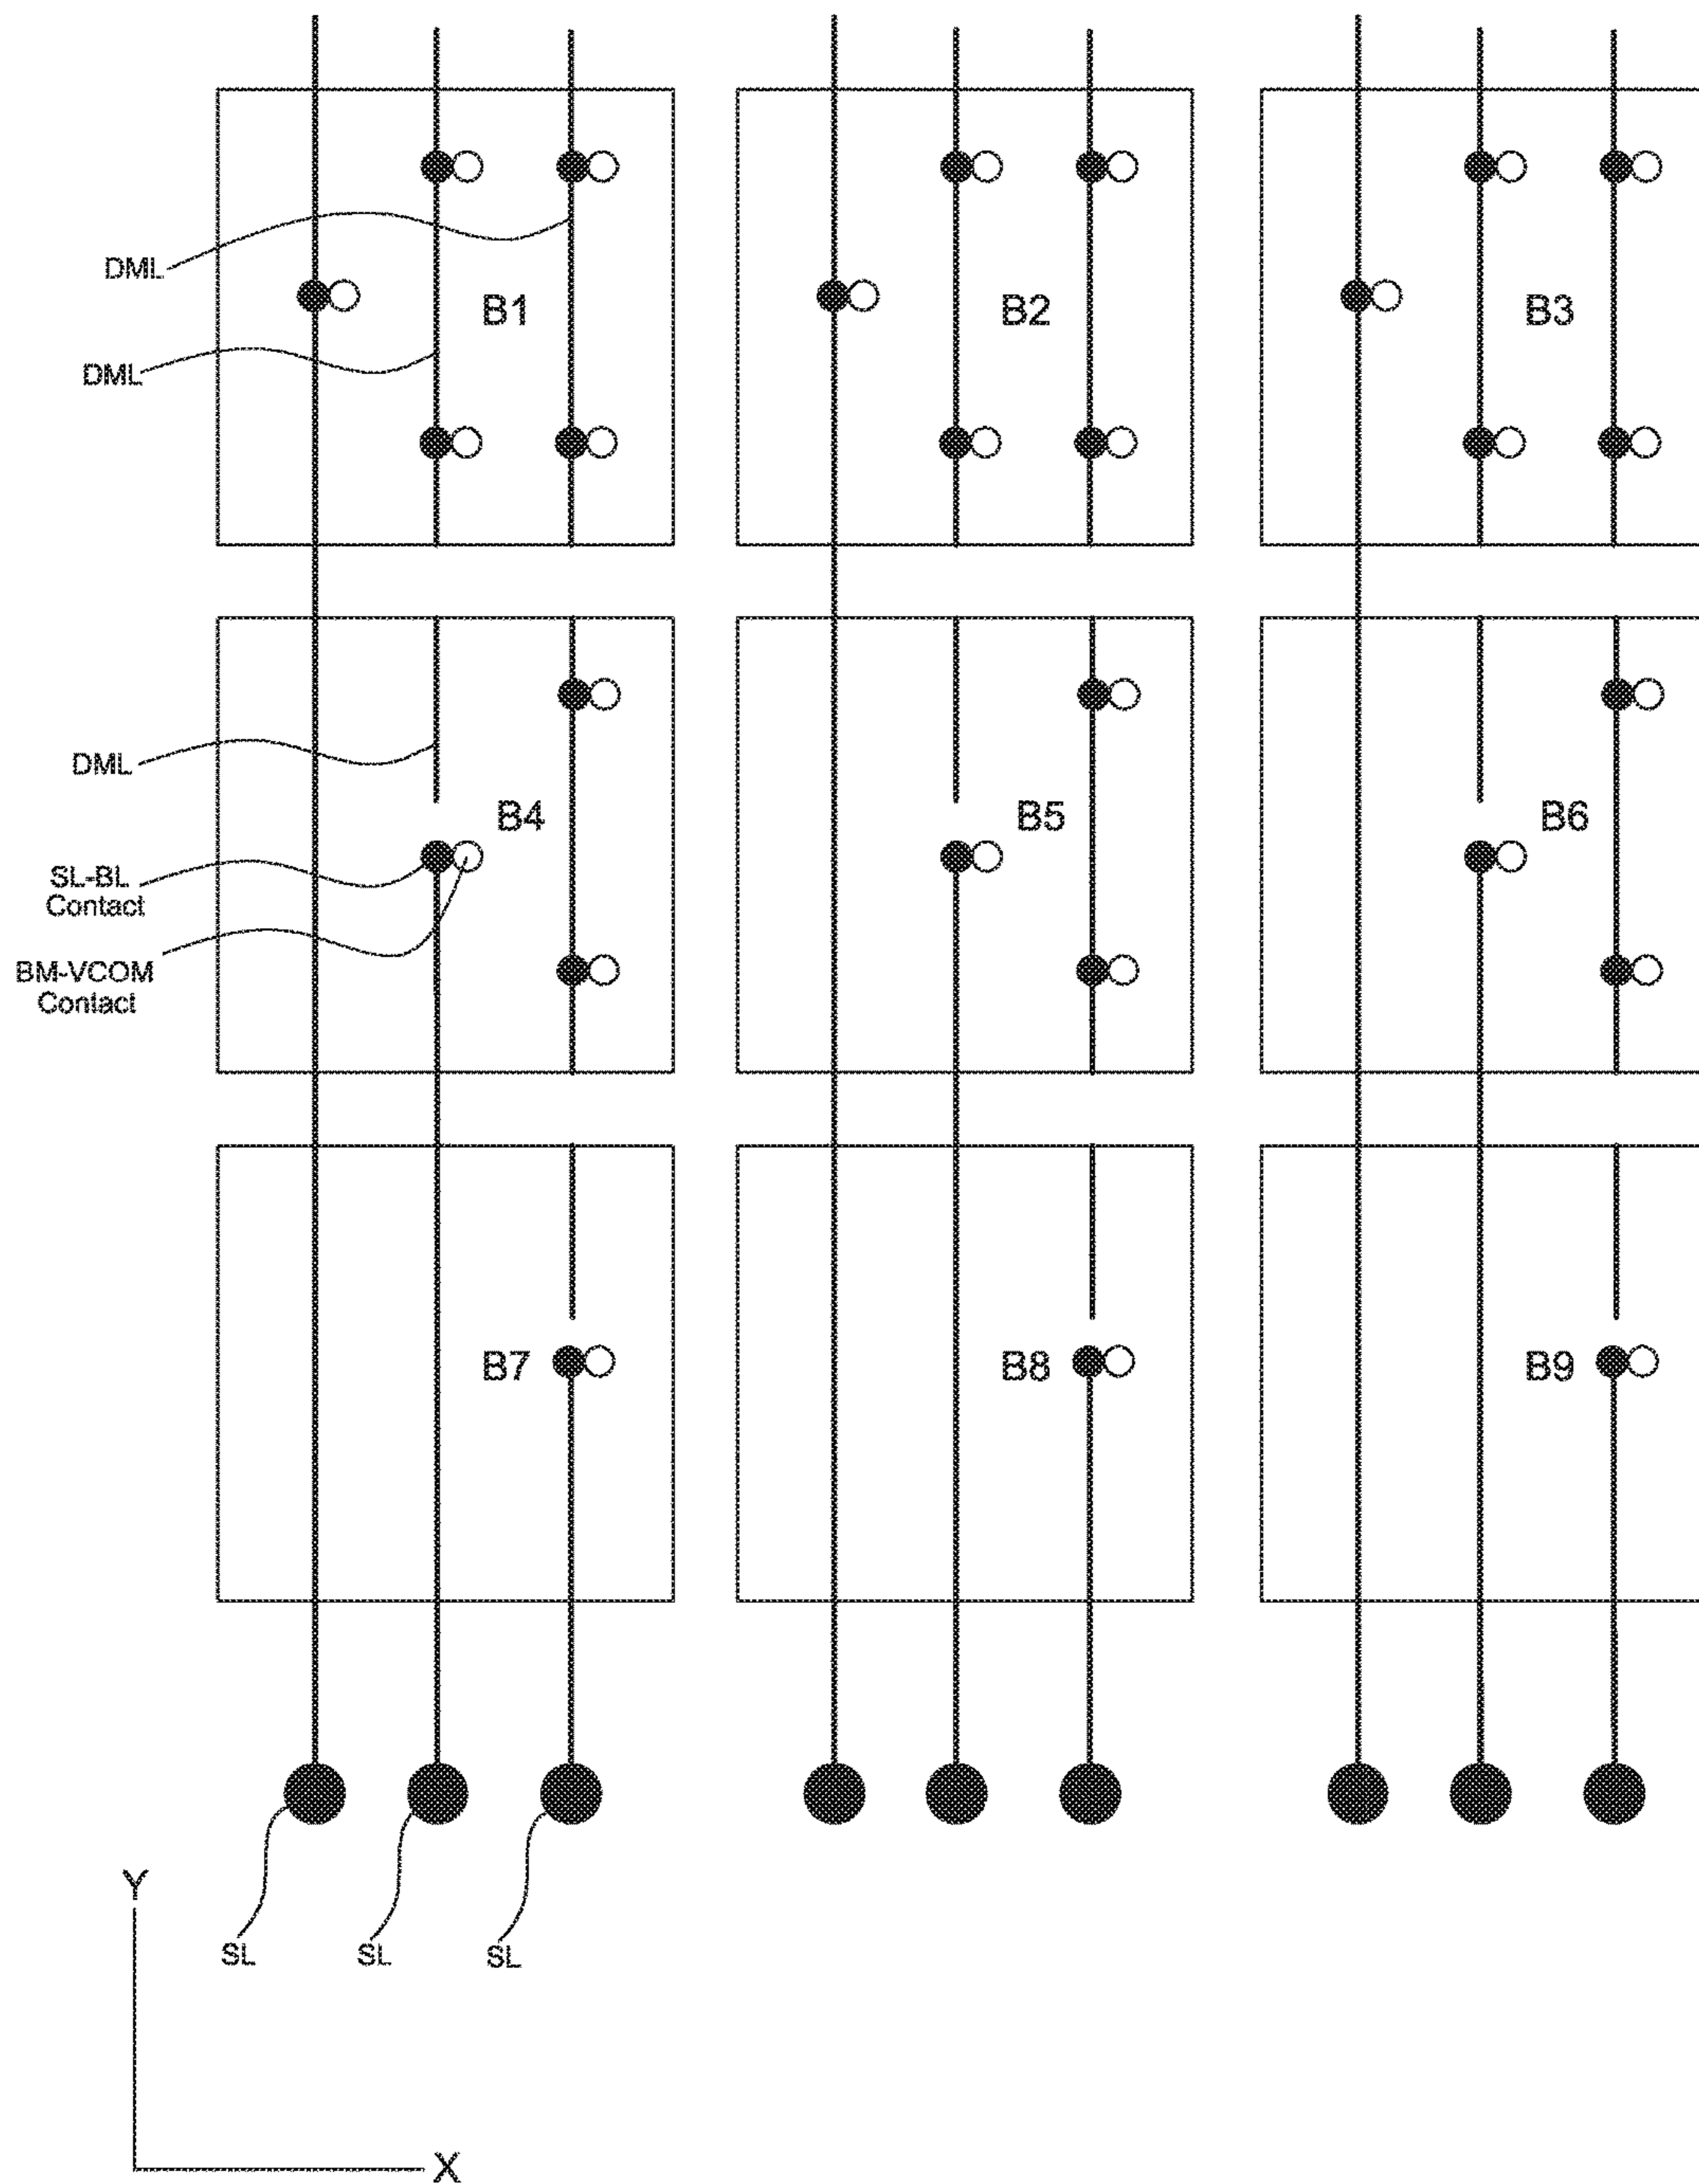 DML
B1
B2
B3
DML
DML
B4
B5
B6
SL-BL
Contact
BM-VCOM
Contact
B7
B8
B9
Y
SL
SL
SL
X